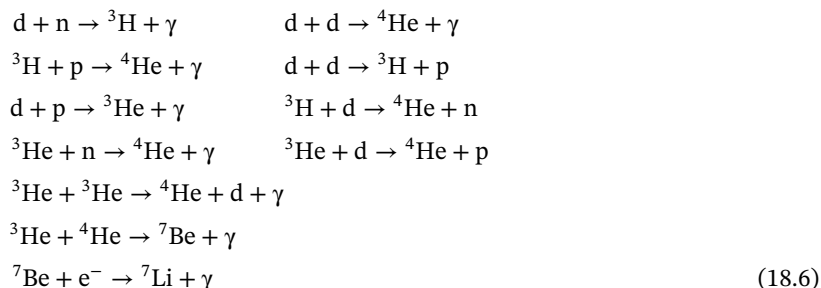 d + n → ³H + γ d + d → ⁴He + γ
³H + p → ⁴He + γ d + d → ³H + p
d + p → ³He + γ ³H + d → ⁴He + n
³He + n → ⁴He + γ ³He + d → ⁴He + p
³He + ³He → ⁴He + d + γ
³He + ⁴He → ⁷Be + γ
⁷Be + e⁻ → ⁷Li + γ (18.6)